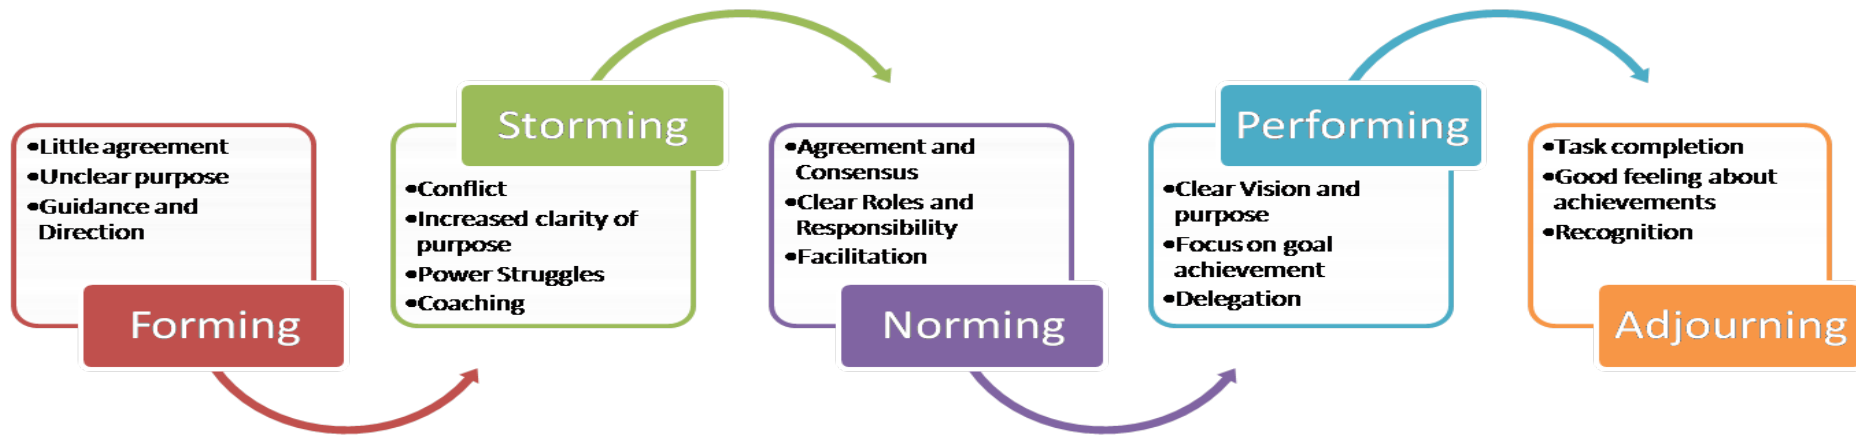 •Little agreement
•Unclear purpose
•Guidance and
Direction
Forming
Storming
•Conflict
•Increased clarity of
purpose
•Power Struggles
•Coaching
•Agreement and
Consensus
•Clear Roles and
Responsibility
•Facilitation
Norming
Performing
•Clear Vision and
purpose
•Focus on goal
achievement
•Delegation
•Task completion
•Good feeling about
achievements
•Recognition
Adjourning